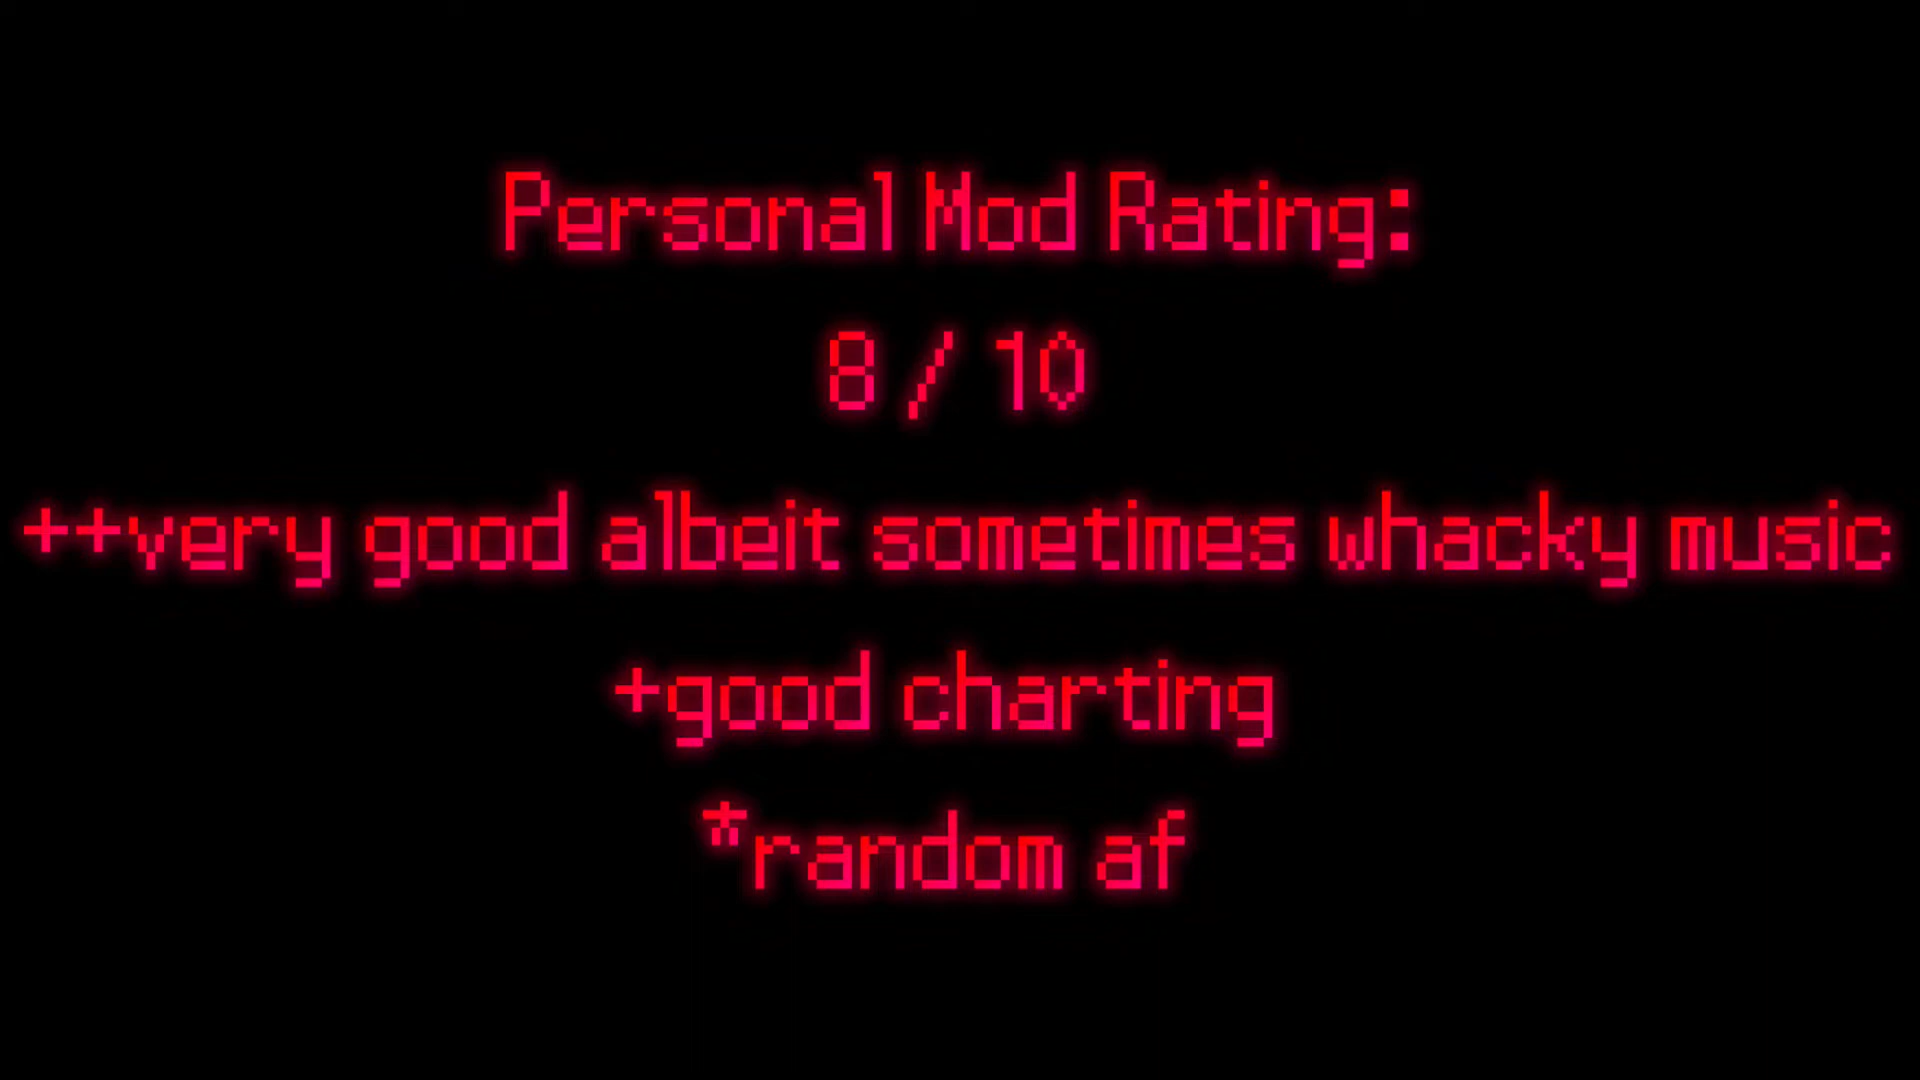 Personal Mod Rating:
8 / 10
++very good albeit sometimes whacky music
+good charting
*random af